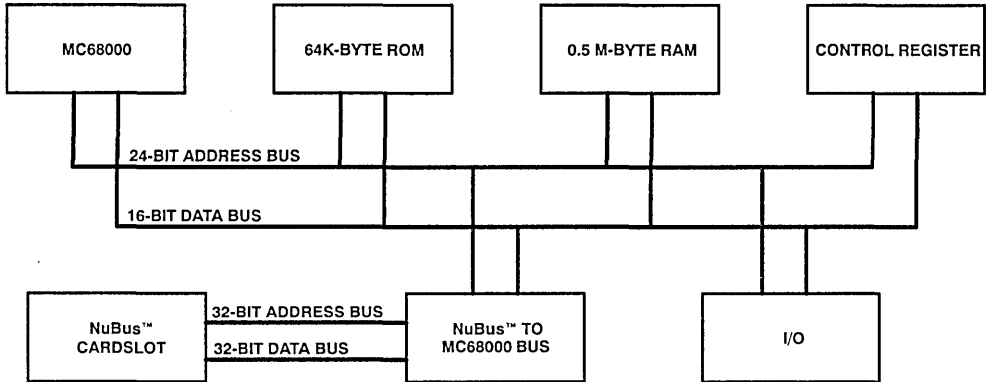 MC68000
64K-BYTE ROM
0.5 M-BYTE RAM
CONTROL REGISTER
24-BIT ADDRESS BUS
16-BIT DATA BUS
NuBus™
CARDSLOT
32-BIT ADDRESS BUS
32-BIT DATA BUS
NuBus™ TO
MC68000 BUS
I/O